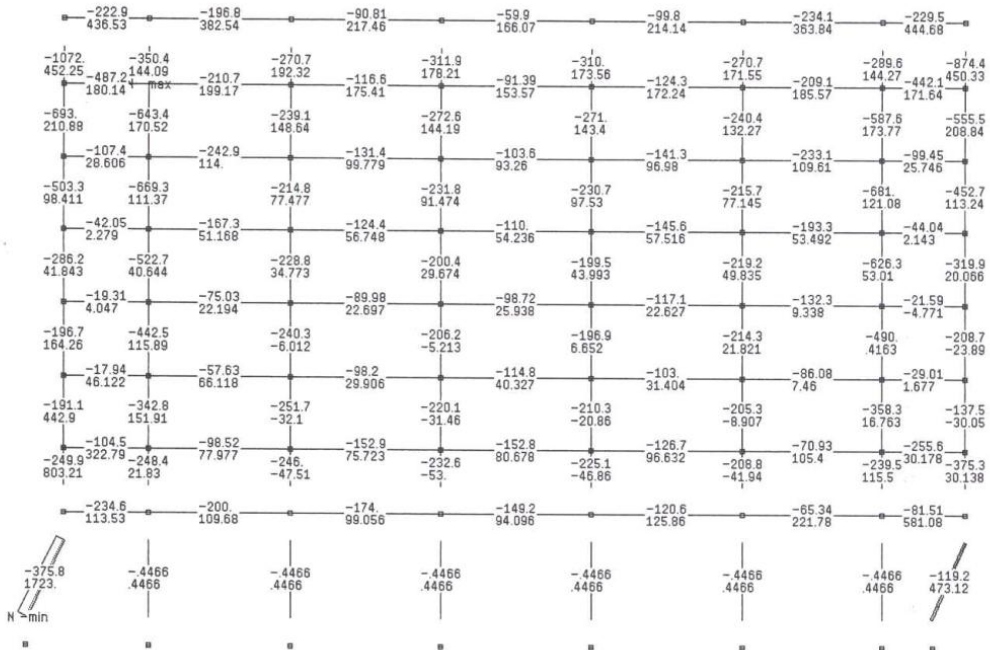 -222.9 -196.8 -90.81 -59.9 -99.8 -234.1 -229.5
436.53 382.54 217.46 166.07 214.14 363.84 444.68
-1072. -350.4 -270.7 -311.9 -310. -270.7 -289.6 -874.4
452.25 144.09 192.32 178.21 173.56 171.55 144.27 450.33
-487.2 -210.7 -116.6 -91.39 -124.3 -209.1 -442.1
180.14 max 199.17 175.41 153.57 172.24 185.57 171.64
-693. -643.4 -239.1 -272.6 -271. -240.4 -587.6 -555.5
210.88 170.52 148.64 144.19 143.4 132.27 173.77 208.84
-107.4 -242.9 -131.4 -103.6 -141.3 -233.1 -99.45
28.606 114. 99.779 93.26 96.98 109.61 25.746
-503.3 -669.3 -214.8 -231.8 -230.7 -215.7 -681. -452.7
98.411 111.37 77.477 91.474 97.53 77.145 121.08 113.24
-42.05 -167.3 -124.4 -110. -145.6 -193.3 -44.04
2.279 51.168 56.748 54.236 57.516 53.492 2.143
-286.2 -522.7 -228.8 -200.4 -199.5 -219.2 -626.3 -319.9
41.843 40.644 34.773 29.674 43.993 49.835 53.01 20.066
-19.31 -75.03 -89.98 -98.72 -117.1 -132.3 -21.59
4.047 22.194 22.697 25.938 22.627 9.338 -4.771
-196.7 -442.5 -240.3 -206.2 -196.9 -214.3 -490. -208.7
164.26 115.89 -6.012 -5.213 6.652 21.821 .4163 -23.89
-17.94 -57.63 -98.2 -114.8 -103. -86.08 -29.01
46.122 66.118 29.906 40.327 31.404 7.46 1.677
-191.1 -342.8 -251.7 -220.1 -210.3 -205.3 -358.3 -137.5
442.9 151.91 -32.1 -31.46 -20.86 -8.907 16.763 -30.05
-104.5 -98.52 -152.9 -152.8 -126.7 -70.93 -255.6
322.79 77.977 75.723 80.678 96.632 105.4 30.178
-249.9 -248.4 -246. -232.6 -225.1 -208.8 -239.5 -375.3
803.21 21.83 -47.51 -53. -46.86 -41.94 115.5 30.138
-234.6 -200. -174. -149.2 -120.6 -65.34 -81.51
113.53 109.68 99.056 94.096 125.86 221.78 581.08
-375.8 -.4466 -.4466 -.4466 -.4466 -.4466 -.4466 -119.2
1723. .4466 .4466 .4466 .4466 .4466 .4466 473.12
N -min